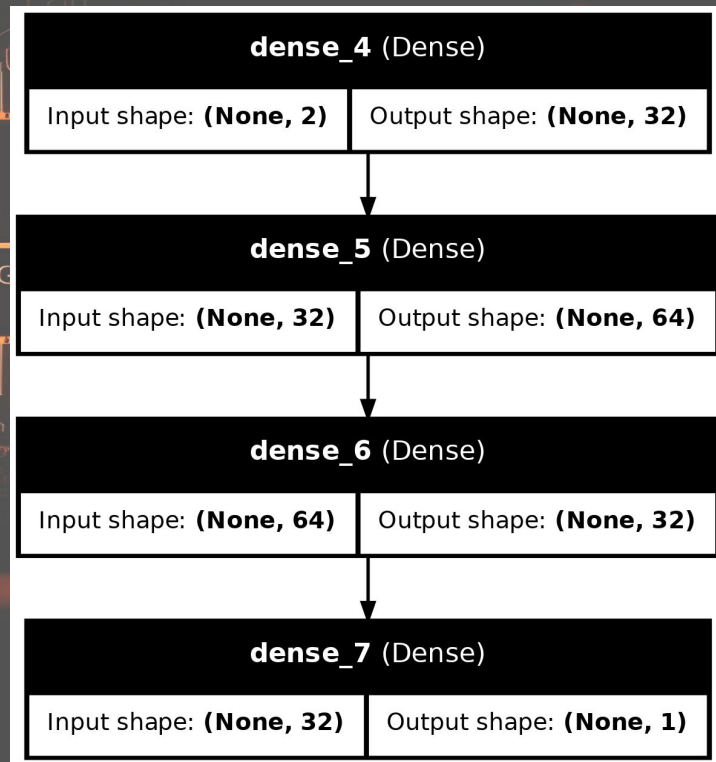 dense_4 (Dense)
Input shape: (None, 2) Output shape: (None, 32)
dense_5 (Dense)
Input shape: (None, 32) Output shape: (None, 64)
dense_6 (Dense)
Input shape: (None, 64) Output shape: (None, 32)
dense_7 (Dense)
Input shape: (None, 32) Output shape: (None, 1)